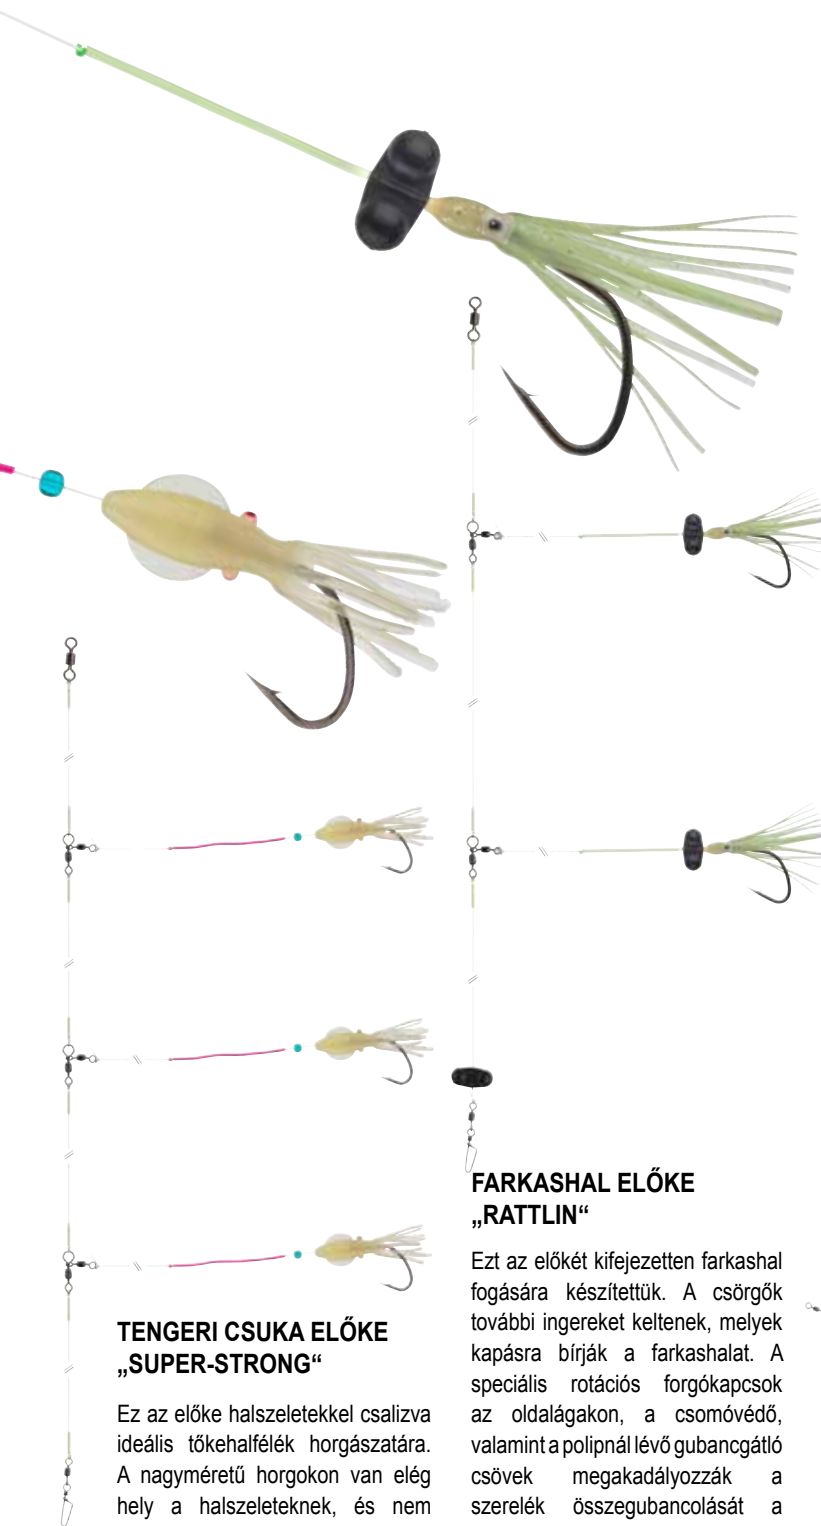 TENGERI CSUKA ELŐKE
„SUPER-STRONG“
Ez az előke halszeletekkel csalizva
ideális tőkehalfélék horgászatára.
A nagyméretű horgokon van elég
hely a halszeleteknek, és nem
FARKASHAL ELŐKE
„RATTLIN“
Ezt az előkét kifejezetten farkashal
fogására készítettük. A csörgők
további ingereket keltenek, melyek
kapásra bírják a farkashalat. A
speciális rotációs forgókapcsok
az oldalágakon, a csomóvédő,
valamint a polipnál lévő gubancgátló
csövek megakadályozzák a
szerelék összegubancolását a